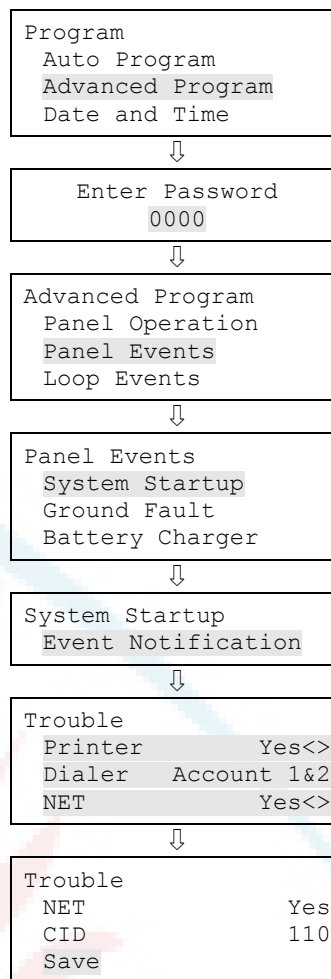 Program
Auto Program
Advanced Program
Date and Time
⇩
Enter Password
0000
⇩
Advanced Program
Panel Operation
Panel Events
Loop Events
⇩
Panel Events
System Startup
Ground Fault
Battery Charger
⇩
System Startup
Event Notification
⇩
Trouble
Printer Yes<>
Dialer Account 1&2
NET Yes<>
⇩
Trouble
NET Yes
CID 110
Save